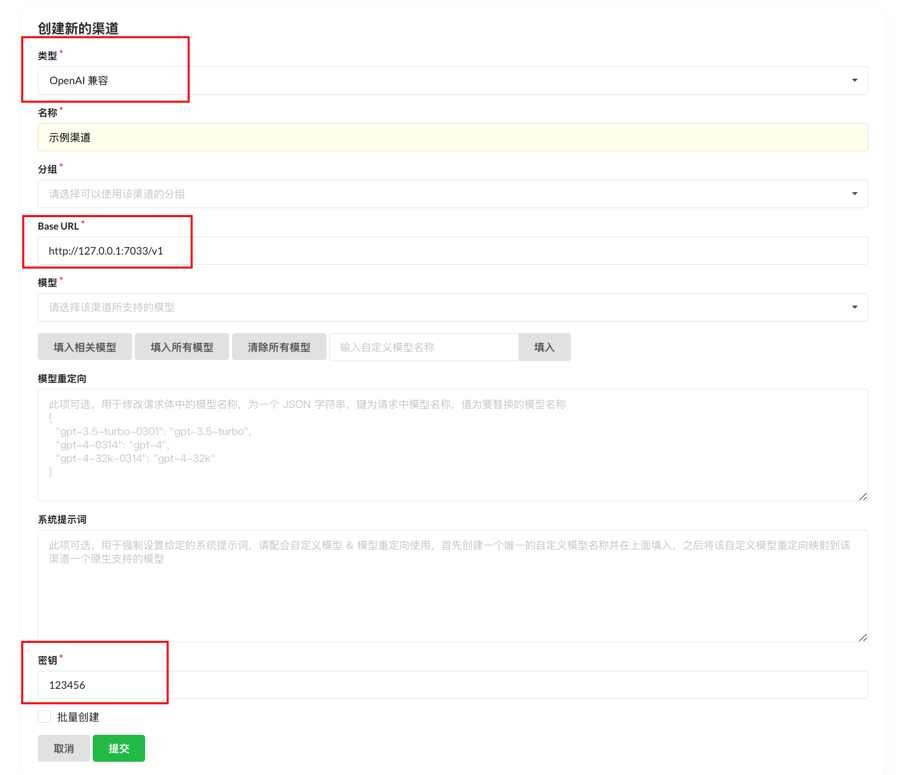 创建新的渠道
类型*
OpenAI 兼容
名称*
示例渠道
分组*
请选择可以使用该渠道的分组
Base URL*
http://127.0.0.1:7033/v1
模型*
请选择该渠道所支持的模型
填入相关模型 填入所有模型 清除所有模型 输入自定义模型名称 填入
模型重定向
此项可选，用于修改请求体中的模型名称，为一个 JSON 字符串，键为请求中模型名称，值为要替换的模型名称
{
"gpt-3.5-turbo-0301": "gpt-3.5-turbo",
"gpt-4-0314": "gpt-4",
"gpt-4-32k-0314": "gpt-4-32k"
}
系统提示词
此项可选，用于强制设置给定的系统提示词，请配合自定义模型 & 模型重定向使用，首先创建一个唯一的自定义模型名称并在上面填入，之后将该自定义模型重定向映射到该
渠道一个原生支持的模型
密钥*
123456
批量创建
取消 提交